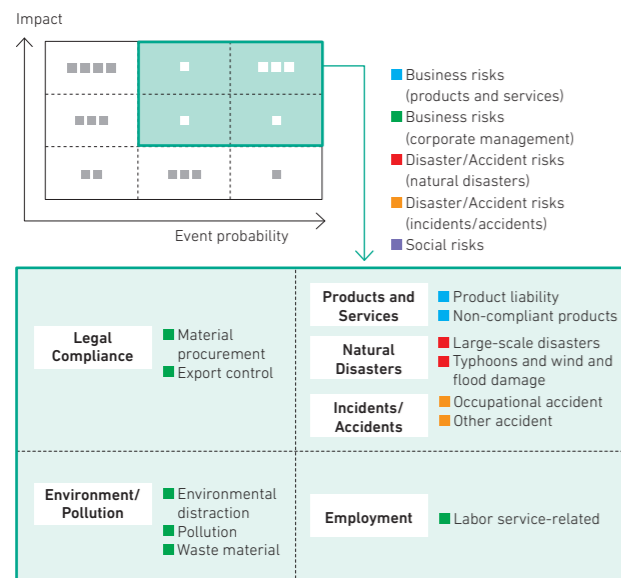 Impact
Event probability
Business risks
(products and services)
Business risks
(corporate management)
Disaster/Accident risks
(natural disasters)
Disaster/Accident risks
(incidents/accidents)
Social risks
Legal
Compliance
Material
procurement
Export control
Products and
Services
Product liability
Non-compliant products
Natural
Disasters
Large-scale disasters
Typhoons and wind and
flood damage
Incidents/
Accidents
Occupational accident
Other accident
Environment/
Pollution
Environmental
distraction
Pollution
Waste material
Employment
Labor service-related